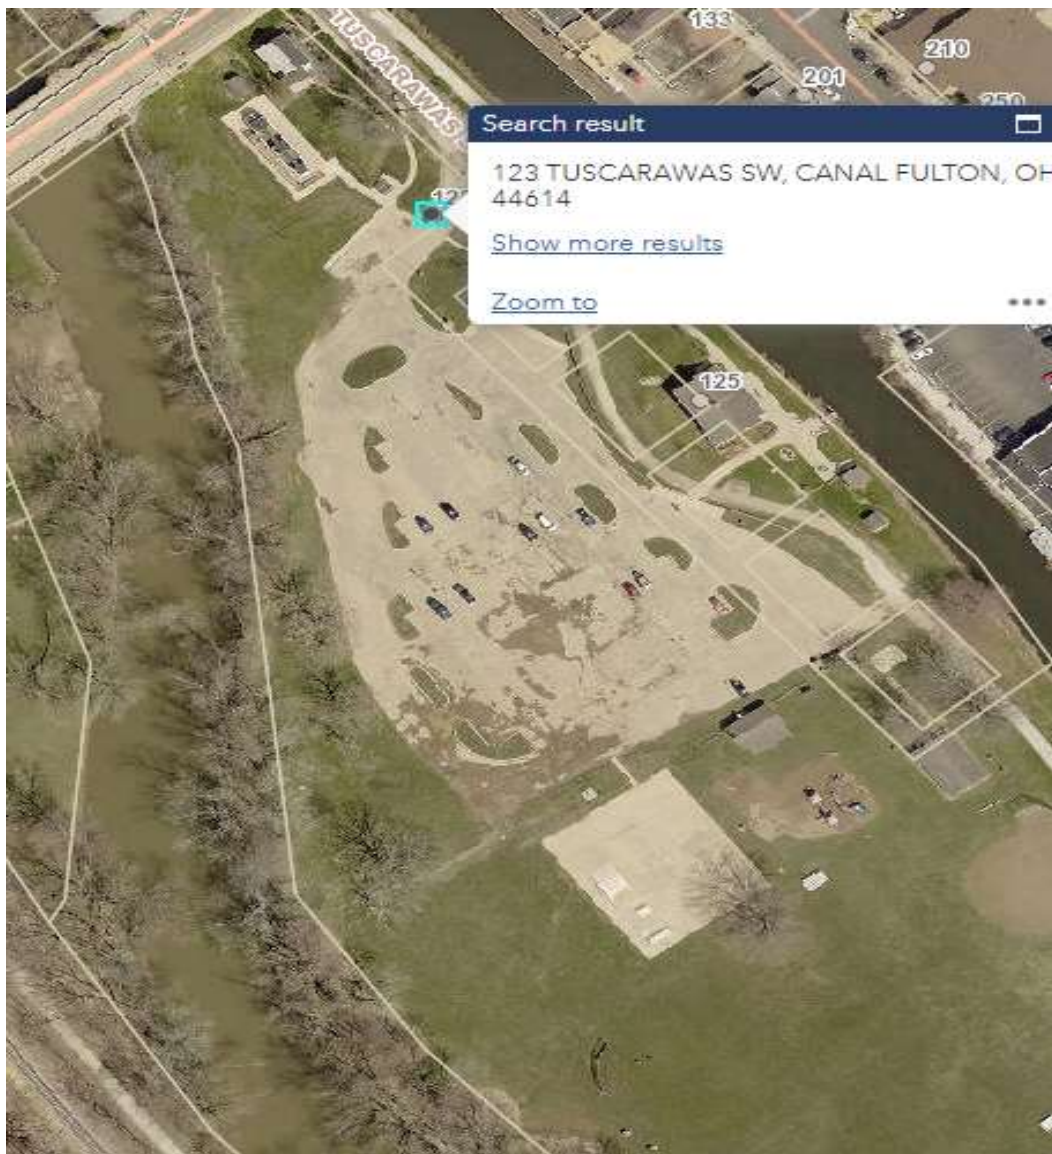 TUSCARAWAS
133
210
201
250
Search result
123 TUSCARAWAS SW, CANAL FULTON, OH
44614
Show more results
Zoom to
125